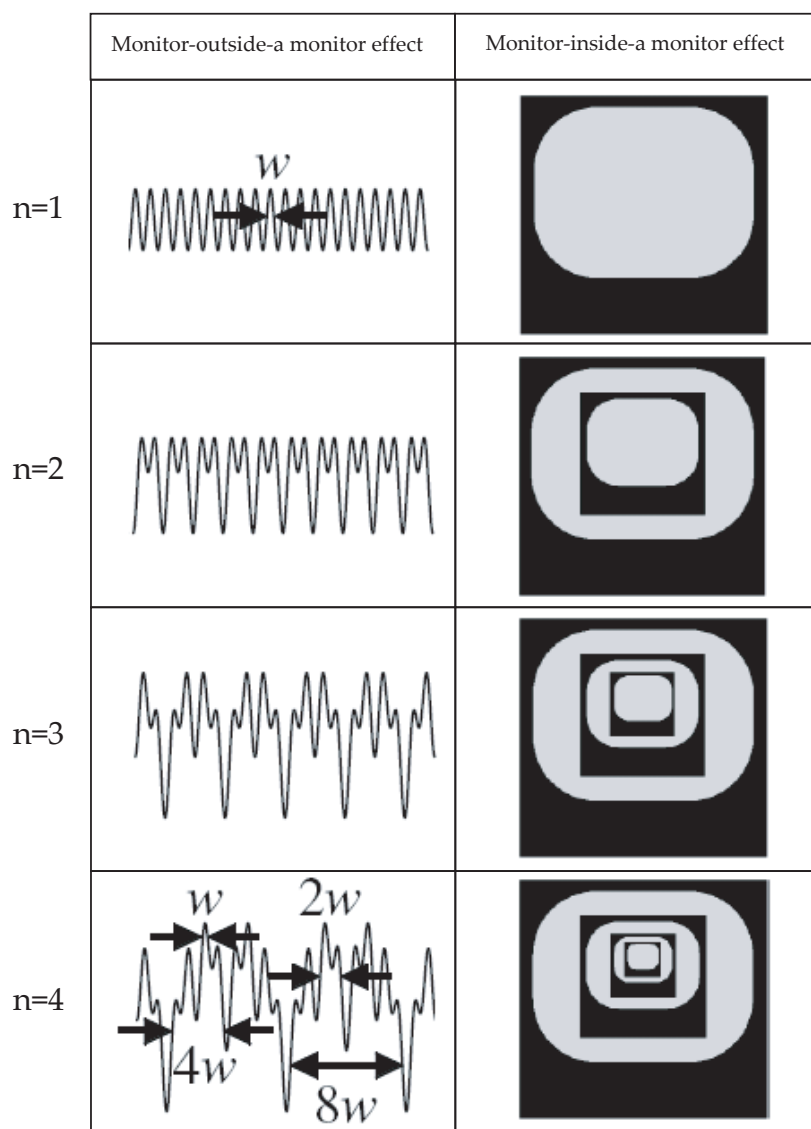 Monitor-outside-a monitor effect
Monitor-inside-a monitor effect
n=1
w
n=2
n=3
n=4
w
2w
4w
8w